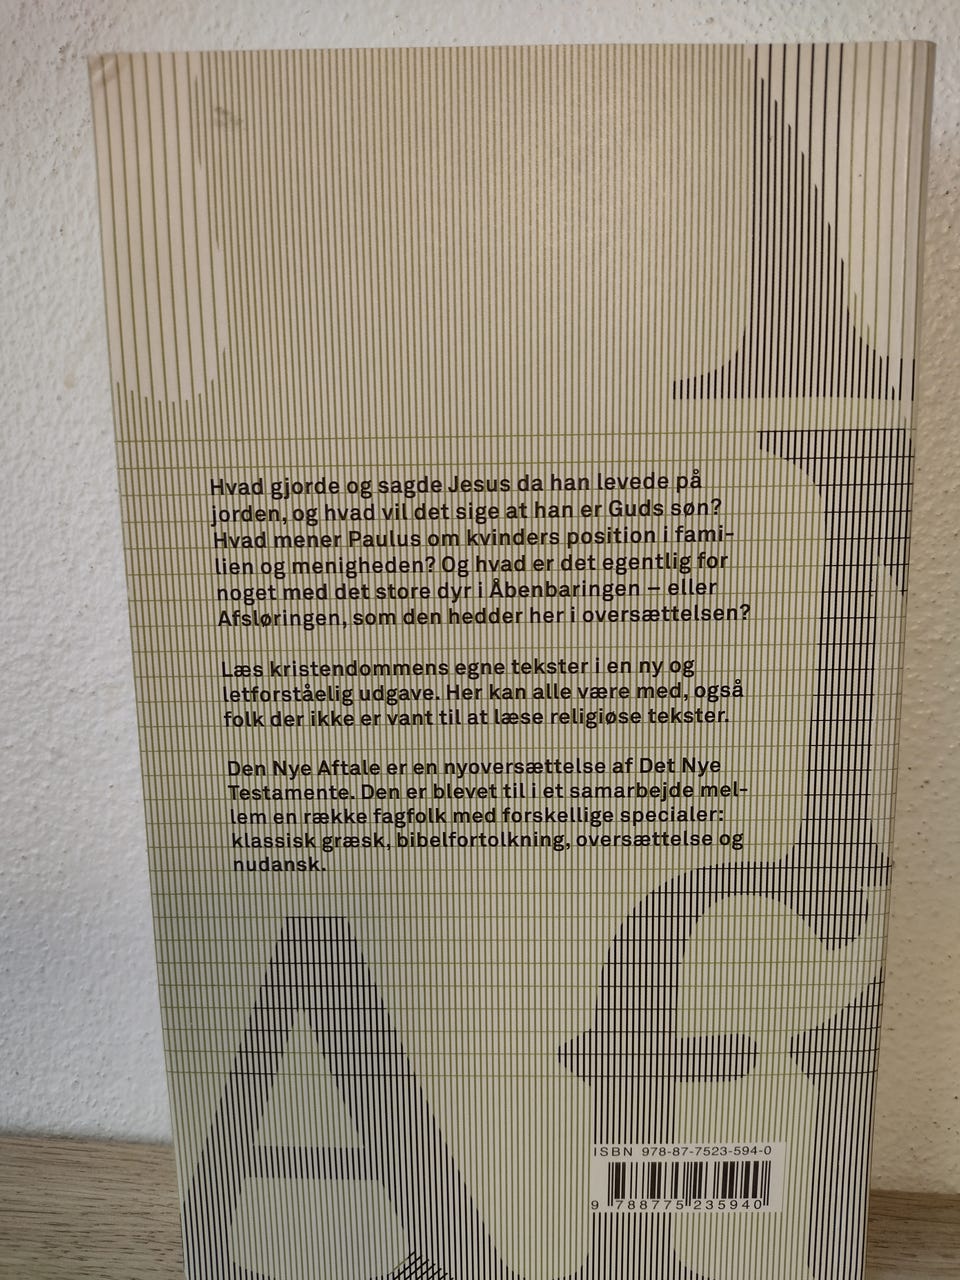 Hvad gjorde og sagde Jesus da han levede på
jorden, og hvad vil det sige at han er Guds søn?
Hvad mener Paulus om kvinders position i fami-
lien og menigheden? Og hvad er det egentlig for
noget med det store dyr i Åbenbaringen – eller
Afsløringen, som den hedder her i oversættelsen?
Læs kristendommens egne tekster i en ny og
letforståelig udgave. Her kan alle være med, også
folk der ikke er vant til at læse religiøse tekster.
Den Nye Aftale er en nyoversættelse af Det Nye
Testamente. Den er blevet til i et samarbejde mel-
lem en række fagfolk med forskellige specialer:
klassisk græsk, bibelfortolkning, oversættelse og
nudansk.
ISBN 978-87-7523-594-0
9 788775 235940